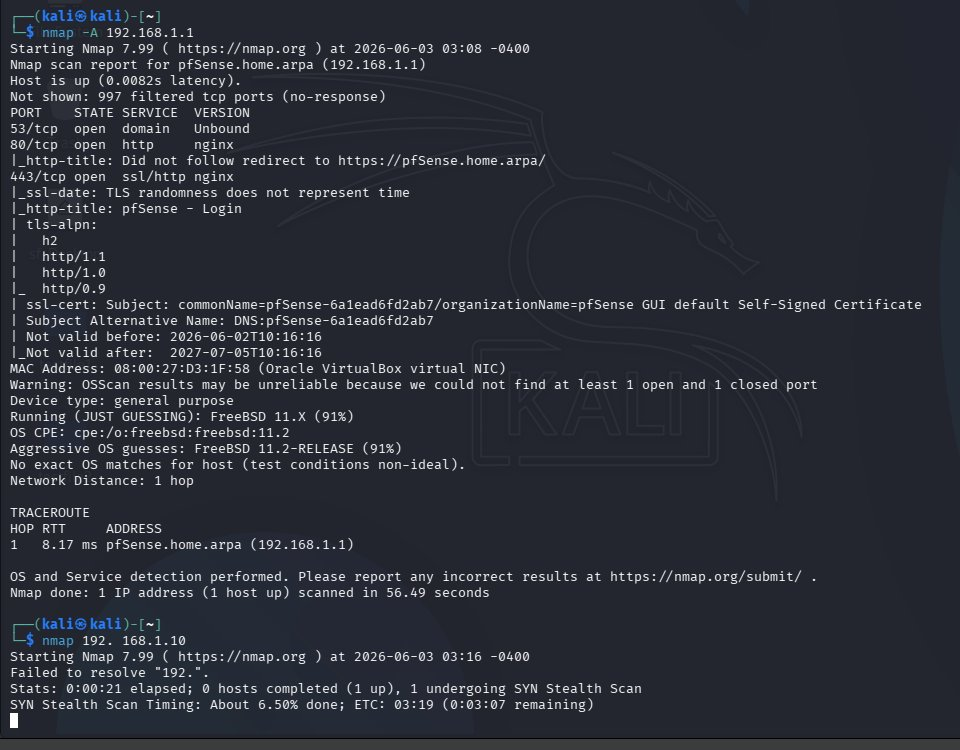 ┌──(kali㉿kali)-[~]
└─$ nmap -A 192.168.1.1
Starting Nmap 7.99 ( https://nmap.org ) at 2026-06-03 03:08 -0400
Nmap scan report for pfSense.home.arpa (192.168.1.1)
Host is up (0.0082s latency).
Not shown: 997 filtered tcp ports (no-response)
PORT    STATE SERVICE  VERSION
53/tcp  open  domain   Unbound
80/tcp  open  http     nginx
|_http-title: Did not follow redirect to https://pfSense.home.arpa/
443/tcp open  ssl/http nginx
|_ssl-date: TLS randomness does not represent time
|_http-title: pfSense - Login
| tls-alpn:
|   h2
|   http/1.1
|   http/1.0
|_  http/0.9
| ssl-cert: Subject: commonName=pfSense-6a1ead6fd2ab7/organizationName=pfSense GUI default Self-Signed Certificate
| Subject Alternative Name: DNS:pfSense-6a1ead6fd2ab7
| Not valid before: 2026-06-02T10:16:16
|_Not valid after:  2027-07-05T10:16:16
MAC Address: 08:00:27:D3:1F:58 (Oracle VirtualBox virtual NIC)
Warning: OSScan results may be unreliable because we could not find at least 1 open and 1 closed port
Device type: general purpose
Running (JUST GUESSING): FreeBSD 11.X (91%)
OS CPE: cpe:/o:freebsd:freebsd:11.2
Aggressive OS guesses: FreeBSD 11.2-RELEASE (91%)
No exact OS matches for host (test conditions non-ideal).
Network Distance: 1 hop

TRACEROUTE
HOP RTT     ADDRESS
1   8.17 ms pfSense.home.arpa (192.168.1.1)

OS and Service detection performed. Please report any incorrect results at https://nmap.org/submit/ .
Nmap done: 1 IP address (1 host up) scanned in 56.49 seconds

┌──(kali㉿kali)-[~]
└─$ nmap 192. 168.1.10
Starting Nmap 7.99 ( https://nmap.org ) at 2026-06-03 03:16 -0400
Failed to resolve "192.".
Stats: 0:00:21 elapsed; 0 hosts completed (1 up), 1 undergoing SYN Stealth Scan
SYN Stealth Scan Timing: About 6.50% done; ETC: 03:19 (0:03:07 remaining)
KALI